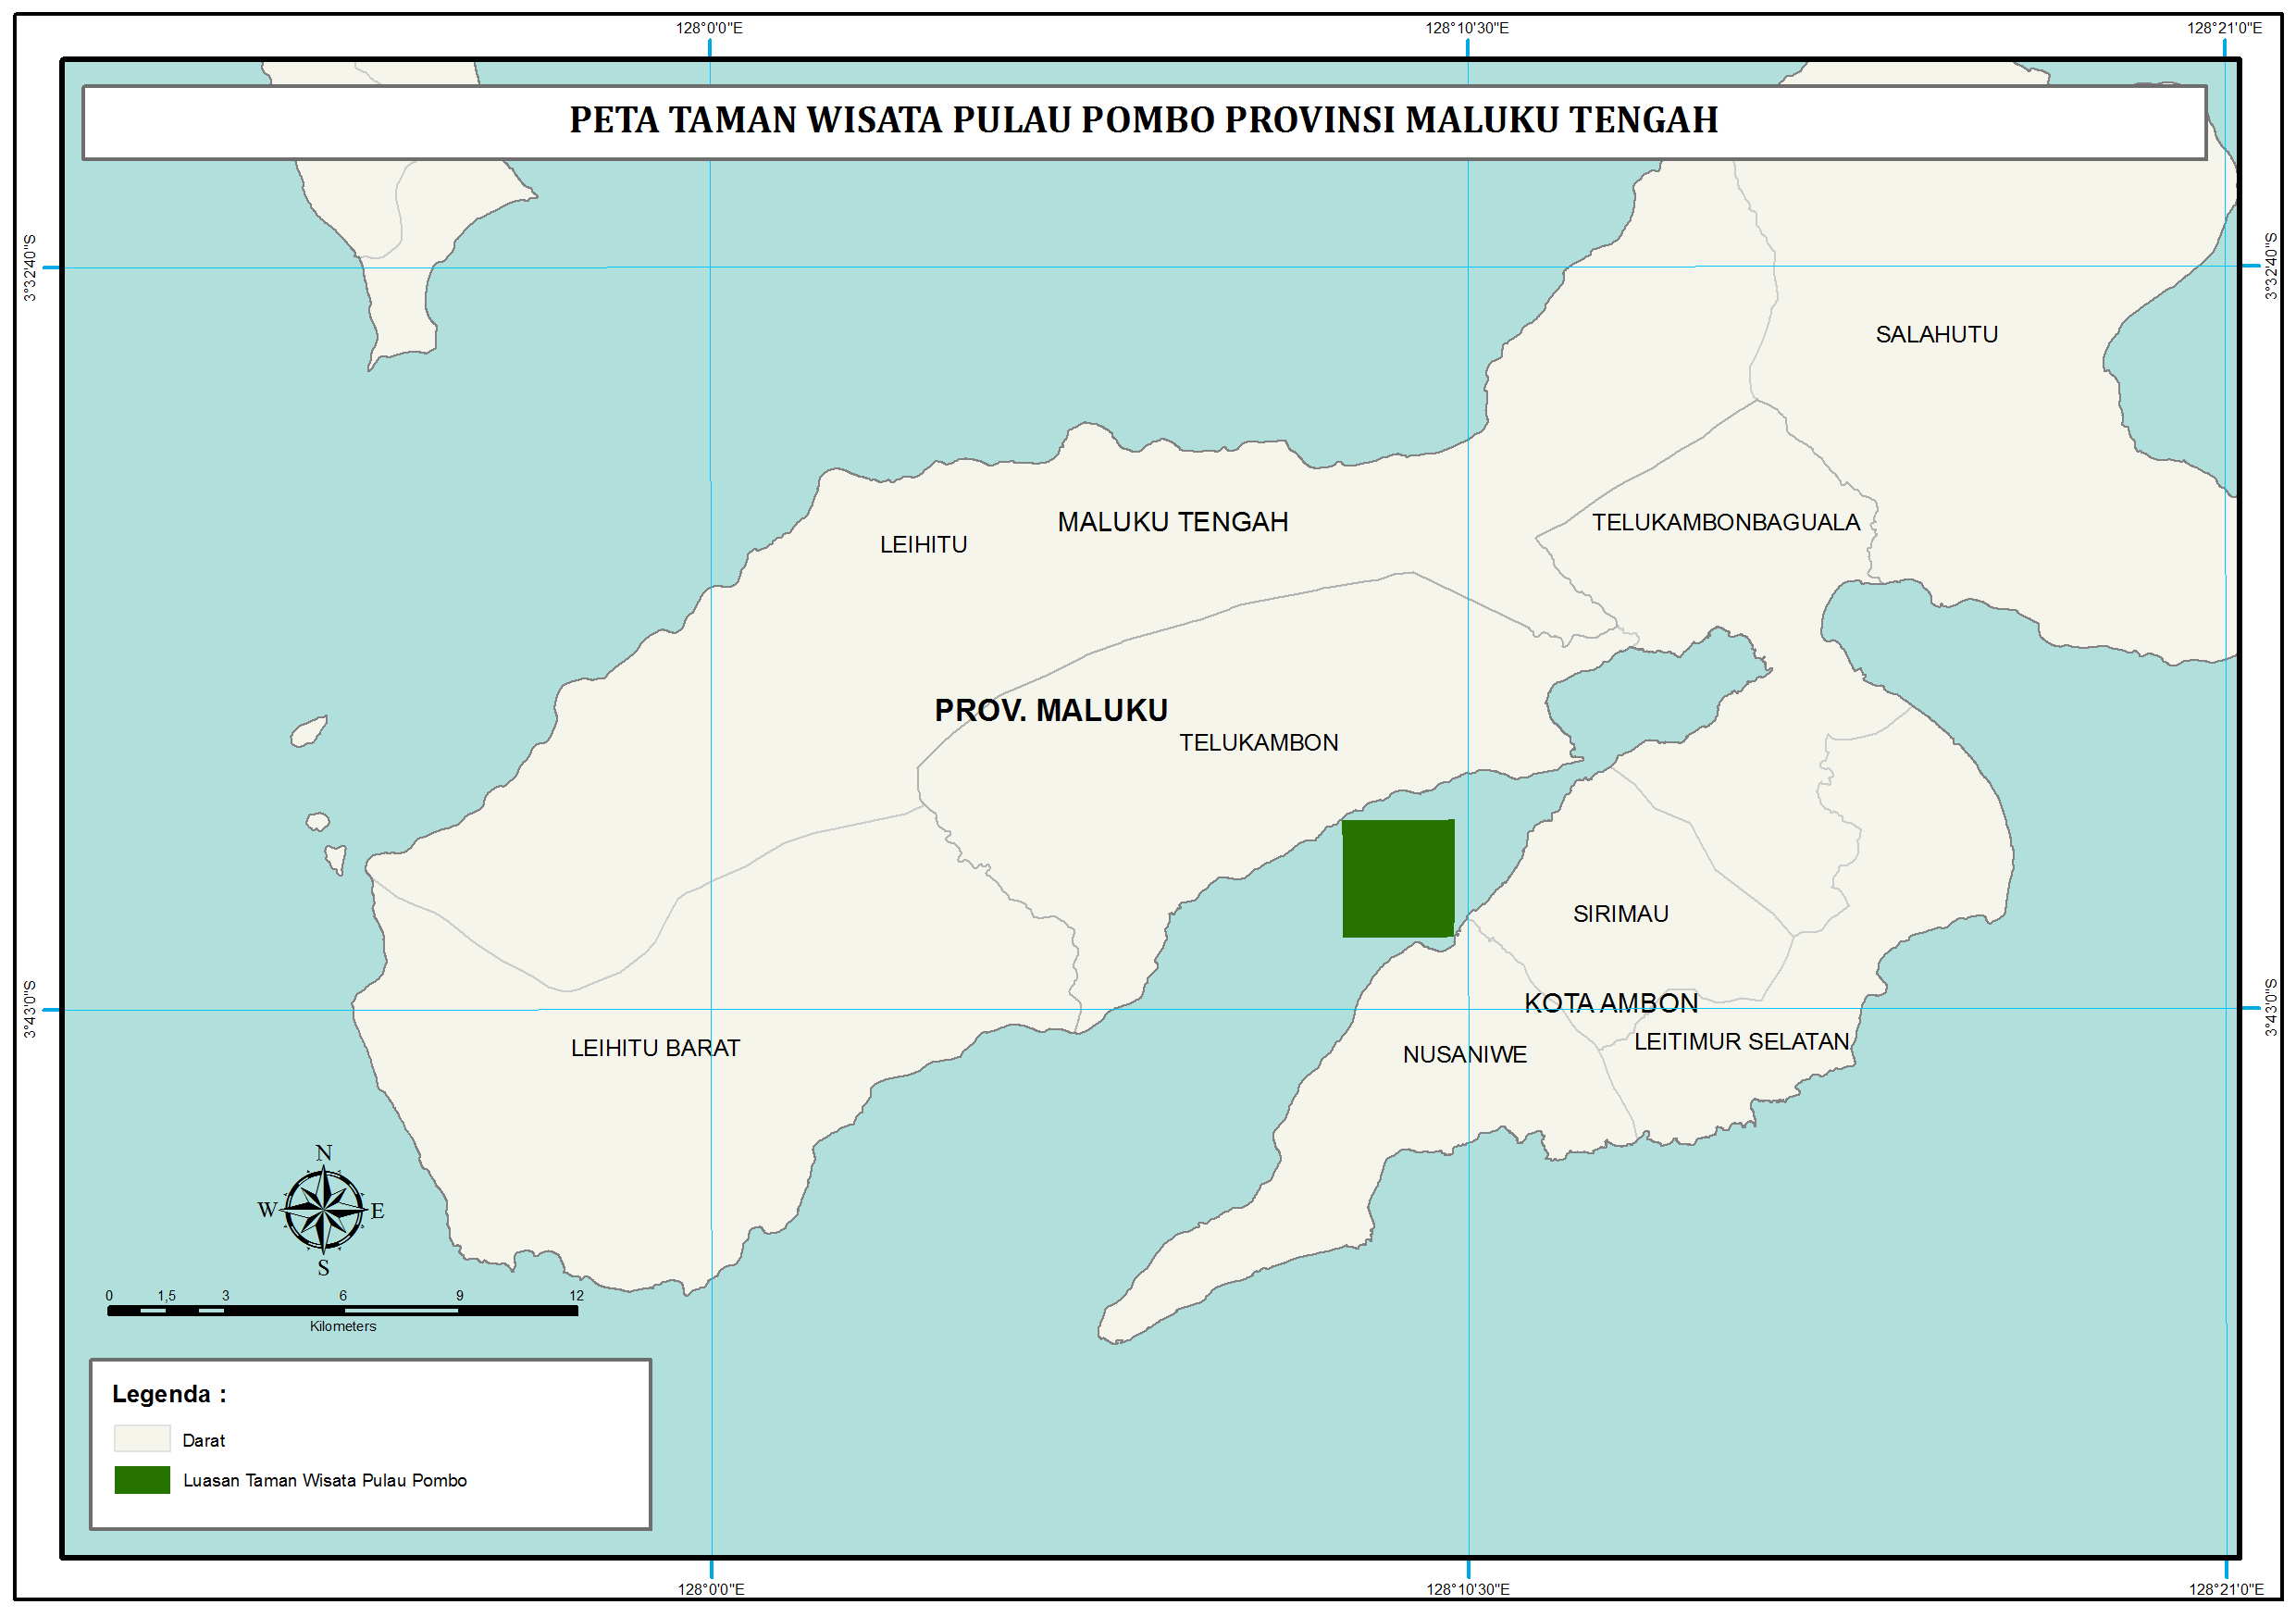 128°0'0"E
128°10'30"E
128°21'0"E
PETA TAMAN WISATA PULAU POMBO PROVINSI MALUKU TENGAH
3°32'40"S
3°32'40"S
SALAHUTU
MALUKU TENGAH
TELUKAMBONBAGUALA
LEIHITU
PROV. MALUKU
TELUKAMBON
SIRIMAU
KOTA AMBON
3°43'0"S
3°43'0"S
LEITIMUR SELATAN
LEIHITU BARAT
NUSANIWE
N
W
E
S
0 1,5 3 6 9 12
Kilometers
Legenda :
Darat
Luasan Taman Wisata Pulau Pombo
128°0'0"E
128°10'30"E
128°21'0"E